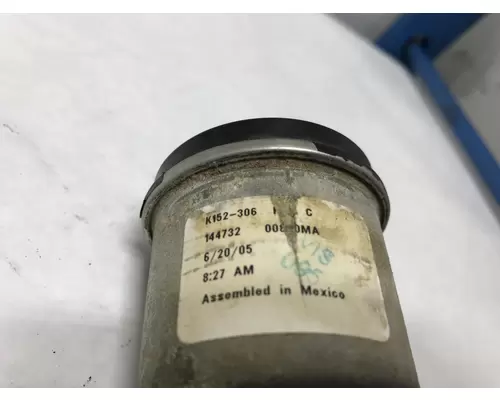 K152-306 C
144732
6/20/05
8:27 AM
Assembled in Mexico